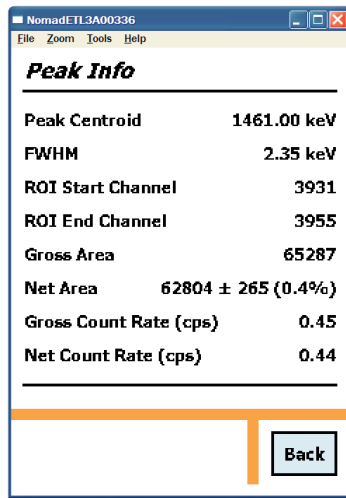 NomadETL3A00336
File Zoom Tools Help
Peak Info
Peak Centroid 1461.00 keV
FWHM 2.35 keV
ROI Start Channel 3931
ROI End Channel 3955
Gross Area 65287
Net Area 62804 ± 265 (0.4%)
Gross Count Rate (cps) 0.45
Net Count Rate (cps) 0.44
Back